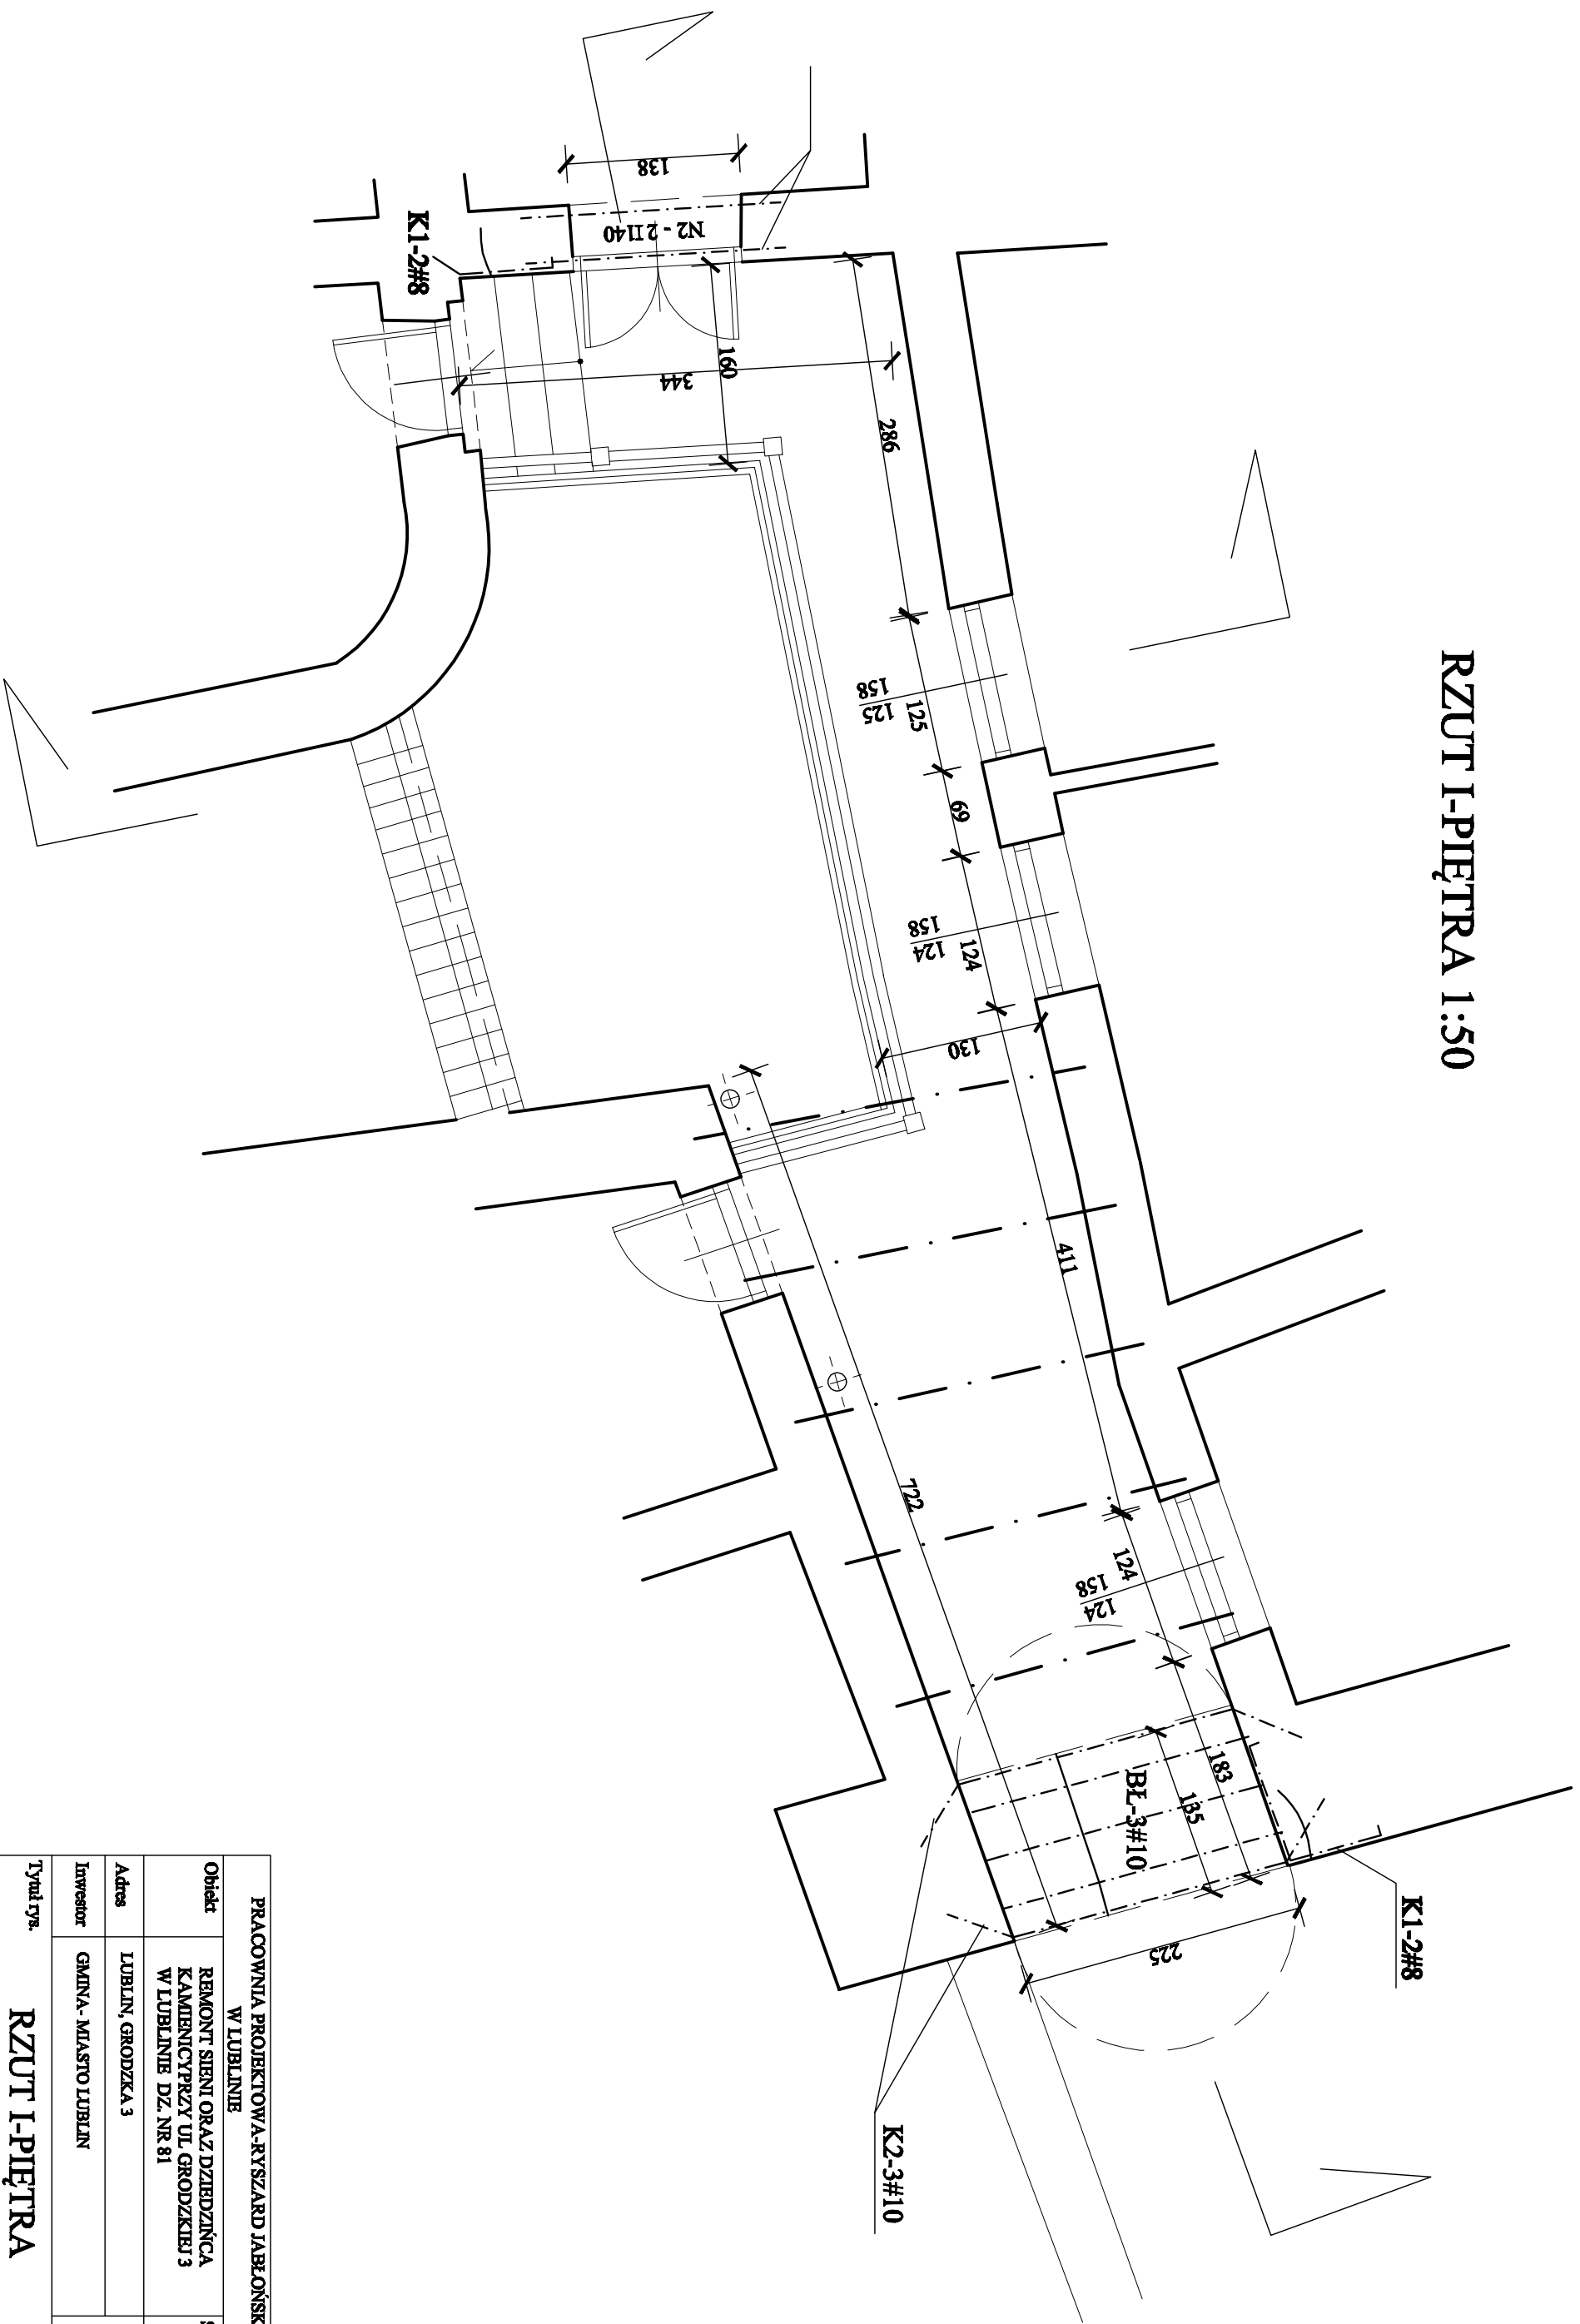 RZUT I-PIĘTRA 1:50
138
N2 - 2I140
K1-2#8
160
344
286
158
125
125
69
158
124
124
130
411
722
124
158
124
183
135
BŁ-3#10
225
K1-2#8
K2-3#10
PRACOWNIA PROJEKTOWA-RYSZARD JABŁOŃSK
W LUBLINIE
Obiekt
REMONT SIENI ORAZ DZIEDZIŃCA
KAMIENICYPRZY UL GRODZKIEJ 3
W LUBLINIE DZ. NR 81
Adres
LUBLIN, GRODZKA 3
Inwestor
GMINA- MIASTO LUBLIN
Tytuł rys.
RZUT I-PIĘTRA